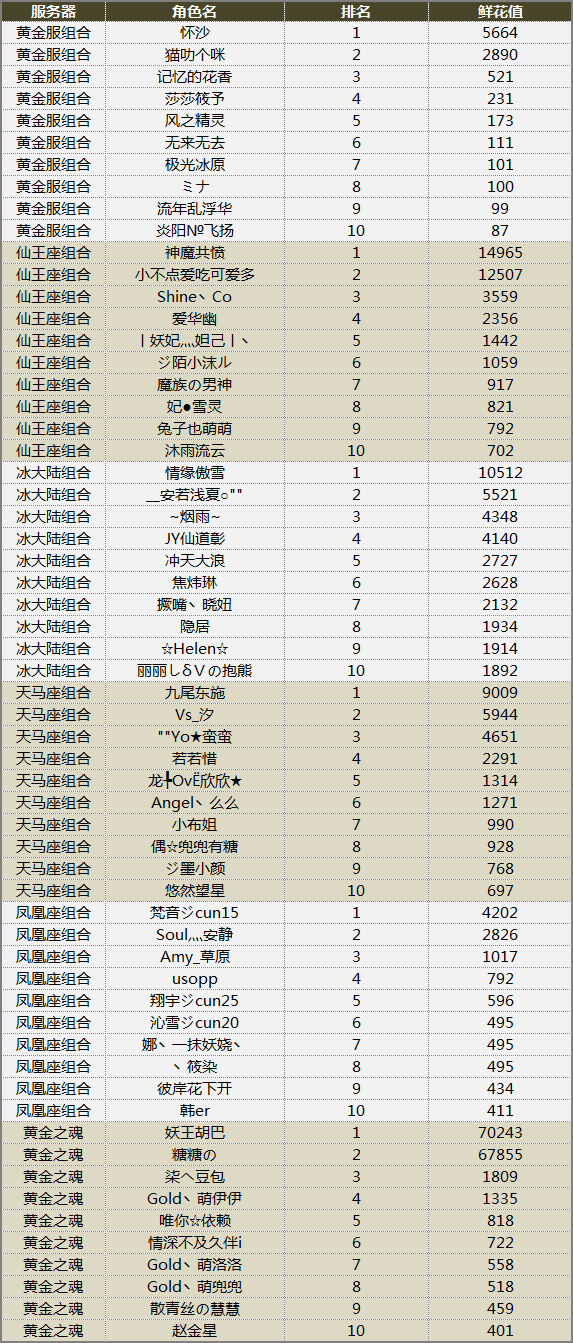 服务器 角色名 排名 鲜花值
黄金服组合 怀沙 1 5664
黄金服组合 猫叻个咪 2 2890
黄金服组合 记忆的花香 3 521
黄金服组合 莎莎筱予 4 231
黄金服组合 风之精灵 5 173
黄金服组合 无来无去 6 111
黄金服组合 极光冰原 7 101
黄金服组合 ミナ 8 100
黄金服组合 流年乱浮华 9 99
黄金服组合 炎阳№飞扬 10 87
仙王座组合 神魔共愤 1 14965
仙王座组合 小不点爱吃可爱多 2 12507
仙王座组合 Shine丶Co 3 3559
仙王座组合 爱华幽 4 2356
仙王座组合 丨妖妃灬妲己丨丶 5 1442
仙王座组合 ジ陌小沫ル 6 1059
仙王座组合 魔族の男神 7 917
仙王座组合 妃●雪灵 8 821
仙王座组合 兔子也萌萌 9 792
仙王座组合 沐雨流云 10 702
冰大陆组合 情缘傲雪 1 10512
冰大陆组合 __安若浅夏○"" 2 5521
冰大陆组合 ~烟雨~ 3 4348
冰大陆组合 JY仙道彰 4 4140
冰大陆组合 冲天大浪 5 2727
冰大陆组合 焦炜琳 6 2628
冰大陆组合 撅嘴丶晓妞 7 2132
冰大陆组合 隐居 8 1934
冰大陆组合 ☆Helen☆ 9 1914
冰大陆组合 丽丽しδＶの抱熊 10 1892
天马座组合 九尾东施 1 9009
天马座组合 Vs_汐 2 5944
天马座组合 ""Yo★蛮蛮 3 4651
天马座组合 若若惜 4 2291
天马座组合 龙╄OvЁ欣欣★ 5 1314
天马座组合 Angel丶么么 6 1271
天马座组合 小布姐 7 990
天马座组合 偶☆兜兜有糖 8 928
天马座组合 ジ墨小颜 9 768
天马座组合 悠然望星 10 697
凤凰座组合 梵音ジcun15 1 4202
凤凰座组合 Soul灬安静 2 2826
凤凰座组合 Amy_草原 3 1017
凤凰座组合 usopp 4 792
凤凰座组合 翔宇ジcun25 5 596
凤凰座组合 沁雪ジcun20 6 495
凤凰座组合 娜丶一抹妖娆丶 7 495
凤凰座组合 丶筱染 8 495
凤凰座组合 彼岸花下开 9 434
凤凰座组合 韩er 10 411
黄金之魂 妖王胡巴 1 70243
黄金之魂 糖糖の 2 67855
黄金之魂 柒へ豆包 3 1809
黄金之魂 Gold丶萌伊伊 4 1335
黄金之魂 唯你☆依赖 5 818
黄金之魂 情深不及久伴i 6 722
黄金之魂 Gold丶萌洛洛 7 558
黄金之魂 Gold丶萌兜兜 8 518
黄金之魂 散青丝の慧慧 9 459
黄金之魂 赵金星 10 401